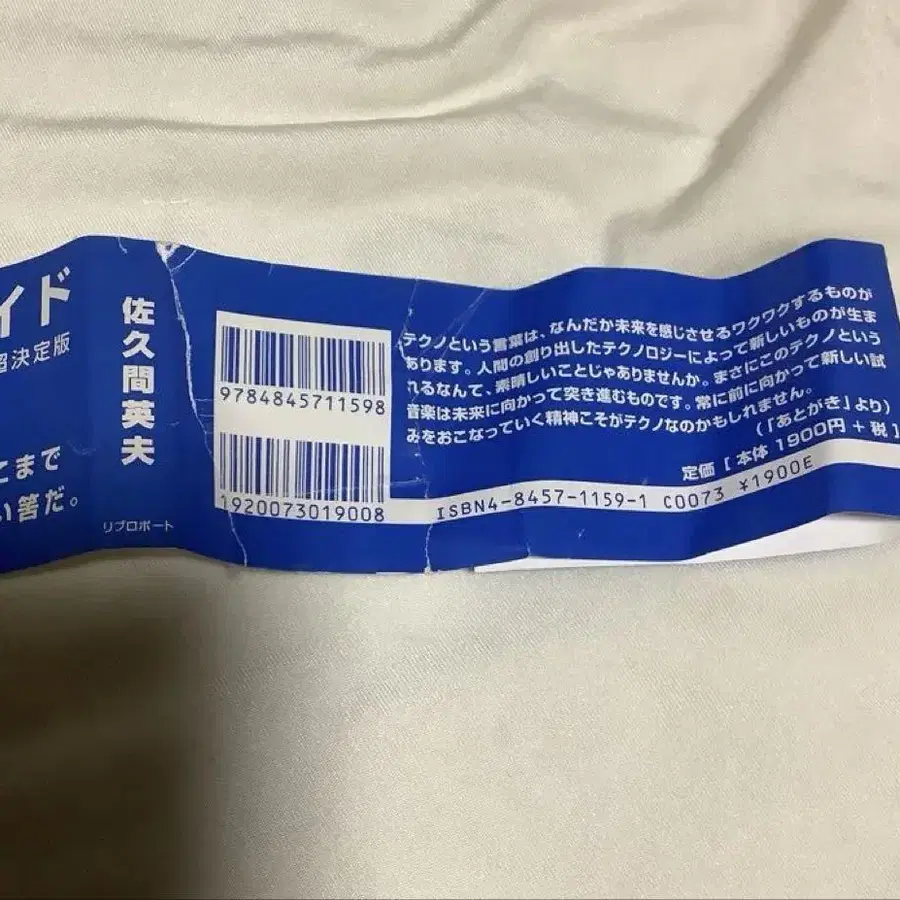 イド
超決定版
こまで
い筈だ。
佐久間英夫
リブロポート
9784845711598
1920073019008
テクノという言葉は、なんだか未来を感じさせるワクワクするものが
あります。人間の創り出したテクノロジーによって新しいものが生ま
れるなんて、素晴しいことじゃありませんか。まさにこのテクノという
音楽は未来に向かって突き進むものです。常に前に向かって新しい試
みをおこなっていく精神こそがテクノなのかもしれません。
（「あとがき」より）
定価［本体 1900円＋税］
ISBN4-8457-1159-1 C0073 ¥1900E